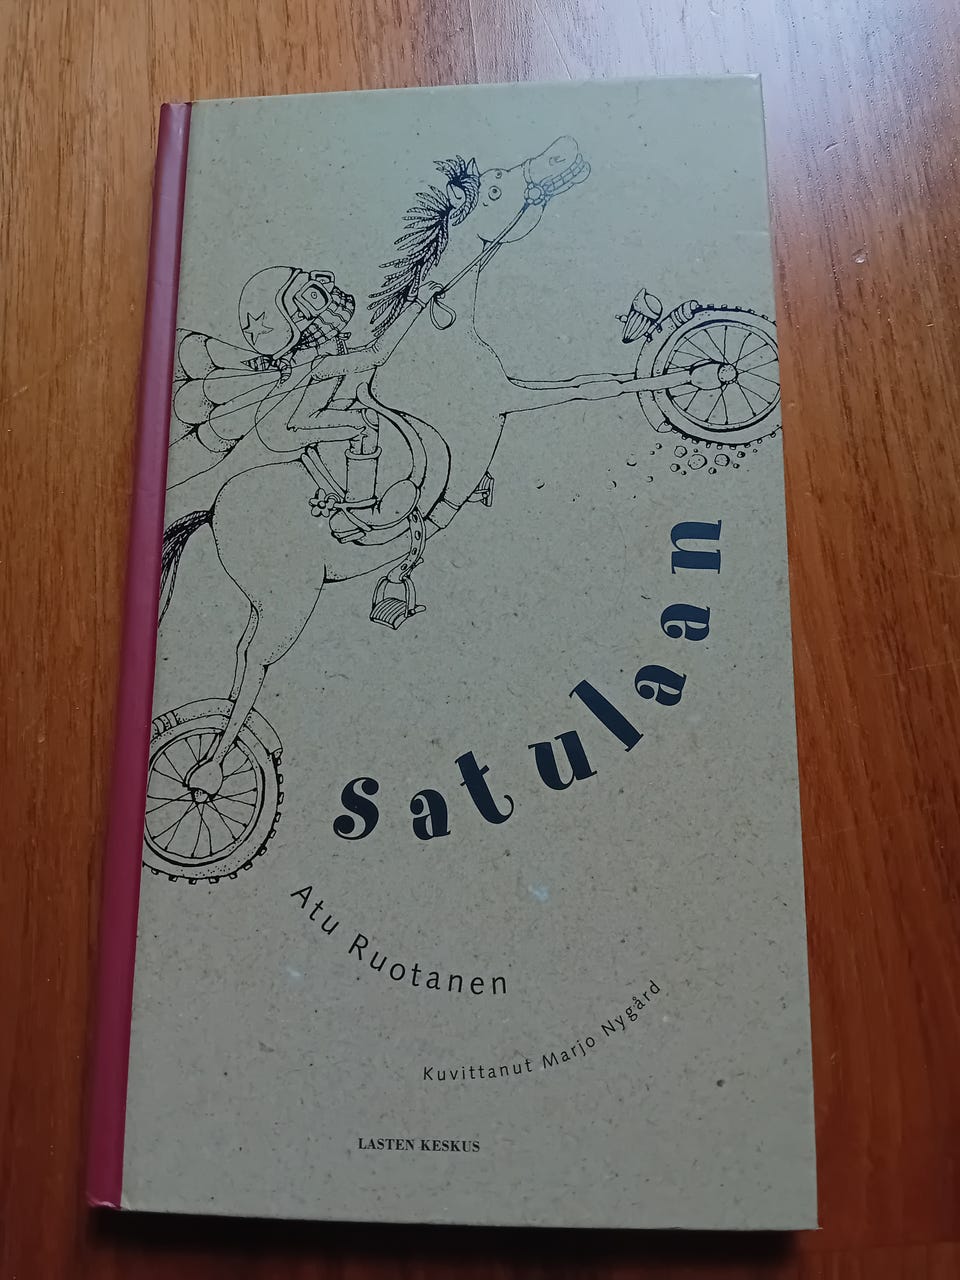 satulaan
Atu Ruotanen
Kuvittanut Marjo Nygård
LASTEN KESKUS